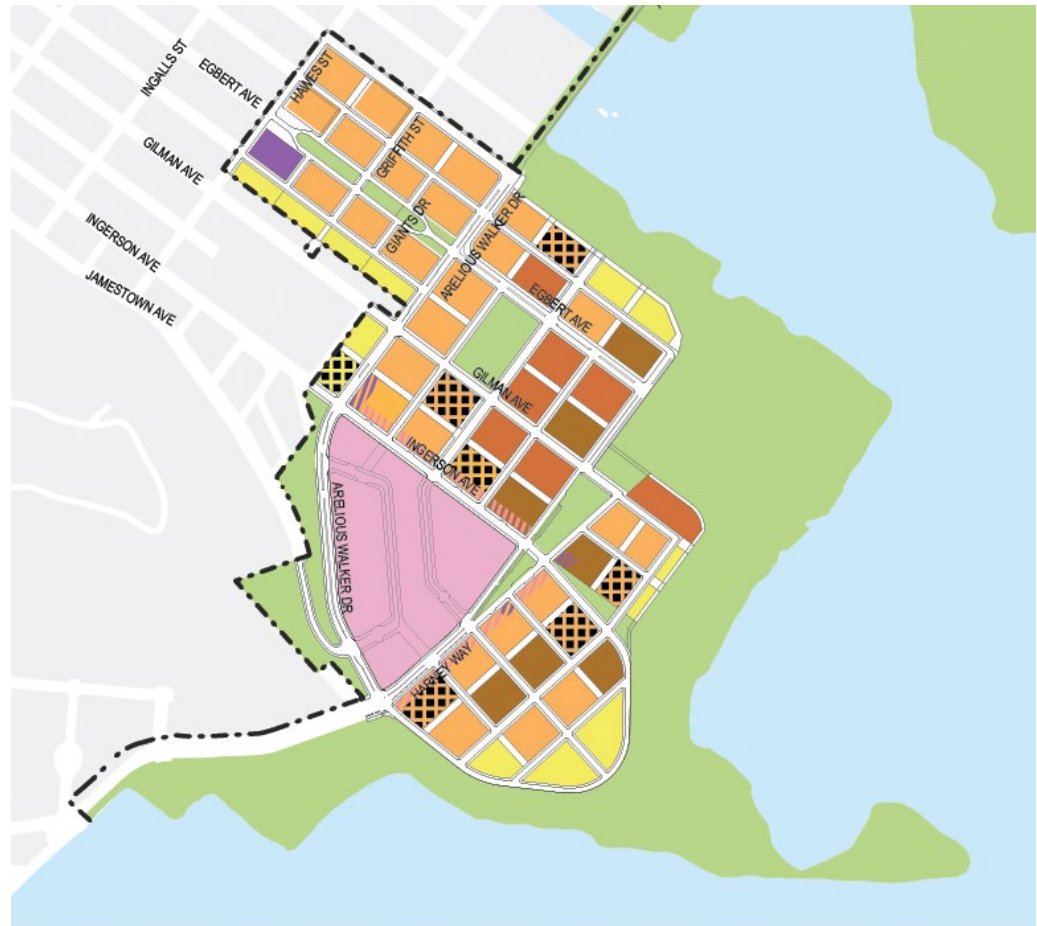 INGALLS ST
EGBERT AVE
HAWES ST
GILMAN AVE
GRIFFITH ST
GIANTS DR
ARELIOUS WALKER DR
INGERSON AVE
JAMESTOWN AVE
EGBERT AVE
GILMAN AVE
INGERSON AVE
ARELIOUS WALKER DR
HARNEY WAY